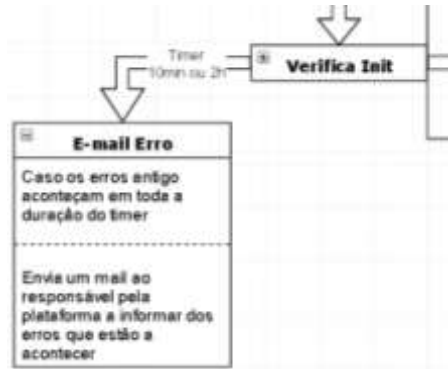 Timer
10min ou 2h
Verifica Init
E-mail Erro
Caso os erros antigo
aconteçam em toda a
duração do timer
Envia um mail ao
responsável pela
plataforma a informar dos
erros que estão a
acontecer